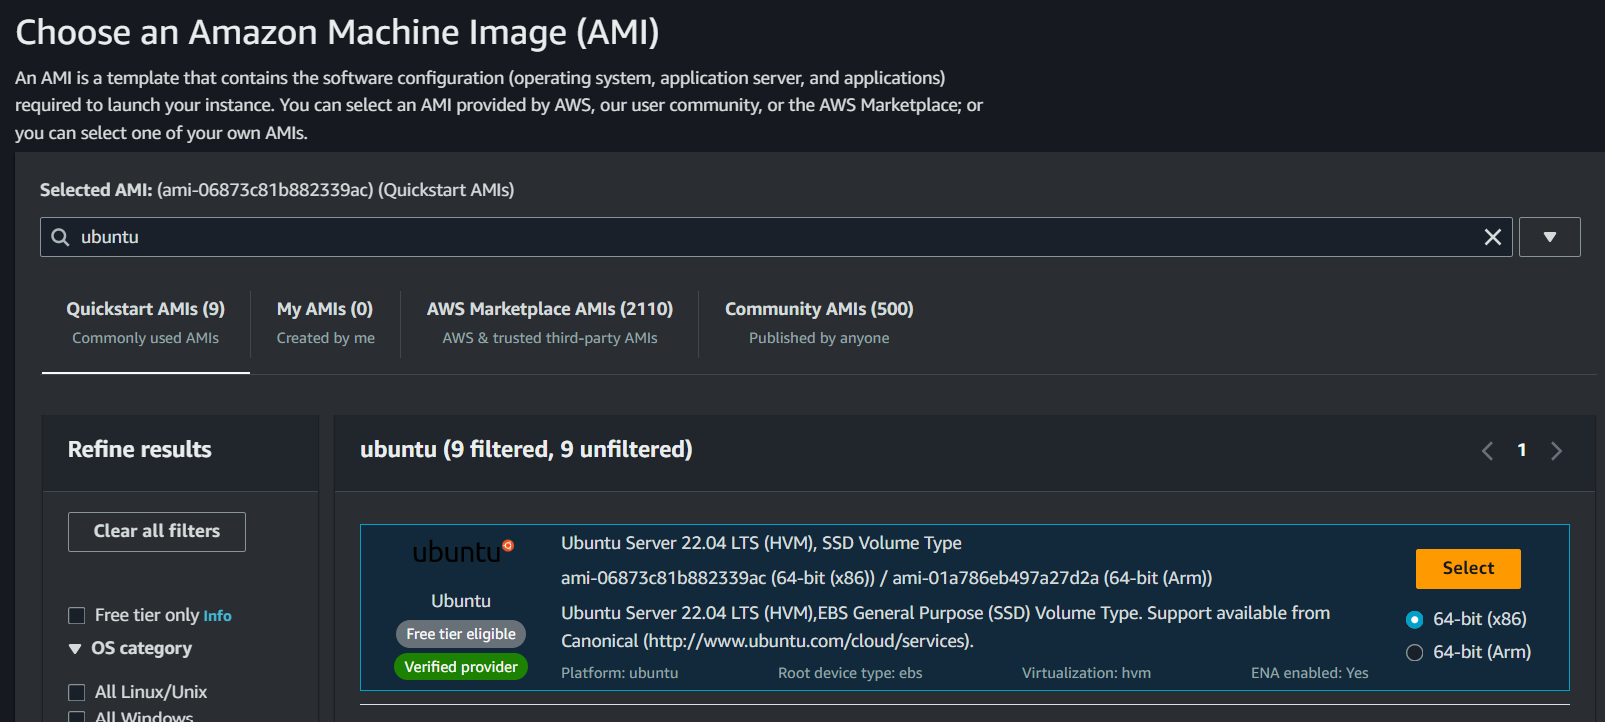 Choose an Amazon Machine Image (AMI)
An AMI is a template that contains the software configuration (operating system, application server, and applications)
required to launch your instance. You can select an AMI provided by AWS, our user community, or the AWS Marketplace; or
you can select one of your own AMIs.
Selected AMI: (ami-06873c81b882339ac) (Quickstart AMIs)
ubuntu
Quickstart AMIs (9)
Commonly used AMIs
My AMIs (0)
Created by me
AWS Marketplace AMIs (2110)
AWS & trusted third-party AMIs
Community AMIs (500)
Published by anyone
Refine results
Clear all filters
Free tier only Info
OS category
All Linux/Unix
All Windows
ubuntu (9 filtered, 9 unfiltered)
1
ubuntu
Ubuntu
Free tier eligible
Verified provider
Ubuntu Server 22.04 LTS (HVM), SSD Volume Type
ami-06873c81b882339ac (64-bit (x86)) / ami-01a786eb497a27d2a (64-bit (Arm))
Ubuntu Server 22.04 LTS (HVM),EBS General Purpose (SSD) Volume Type. Support available from
Canonical (http://www.ubuntu.com/cloud/services).
Platform: ubuntu
Root device type: ebs
Virtualization: hvm
ENA enabled: Yes
Select
64-bit (x86)
64-bit (Arm)